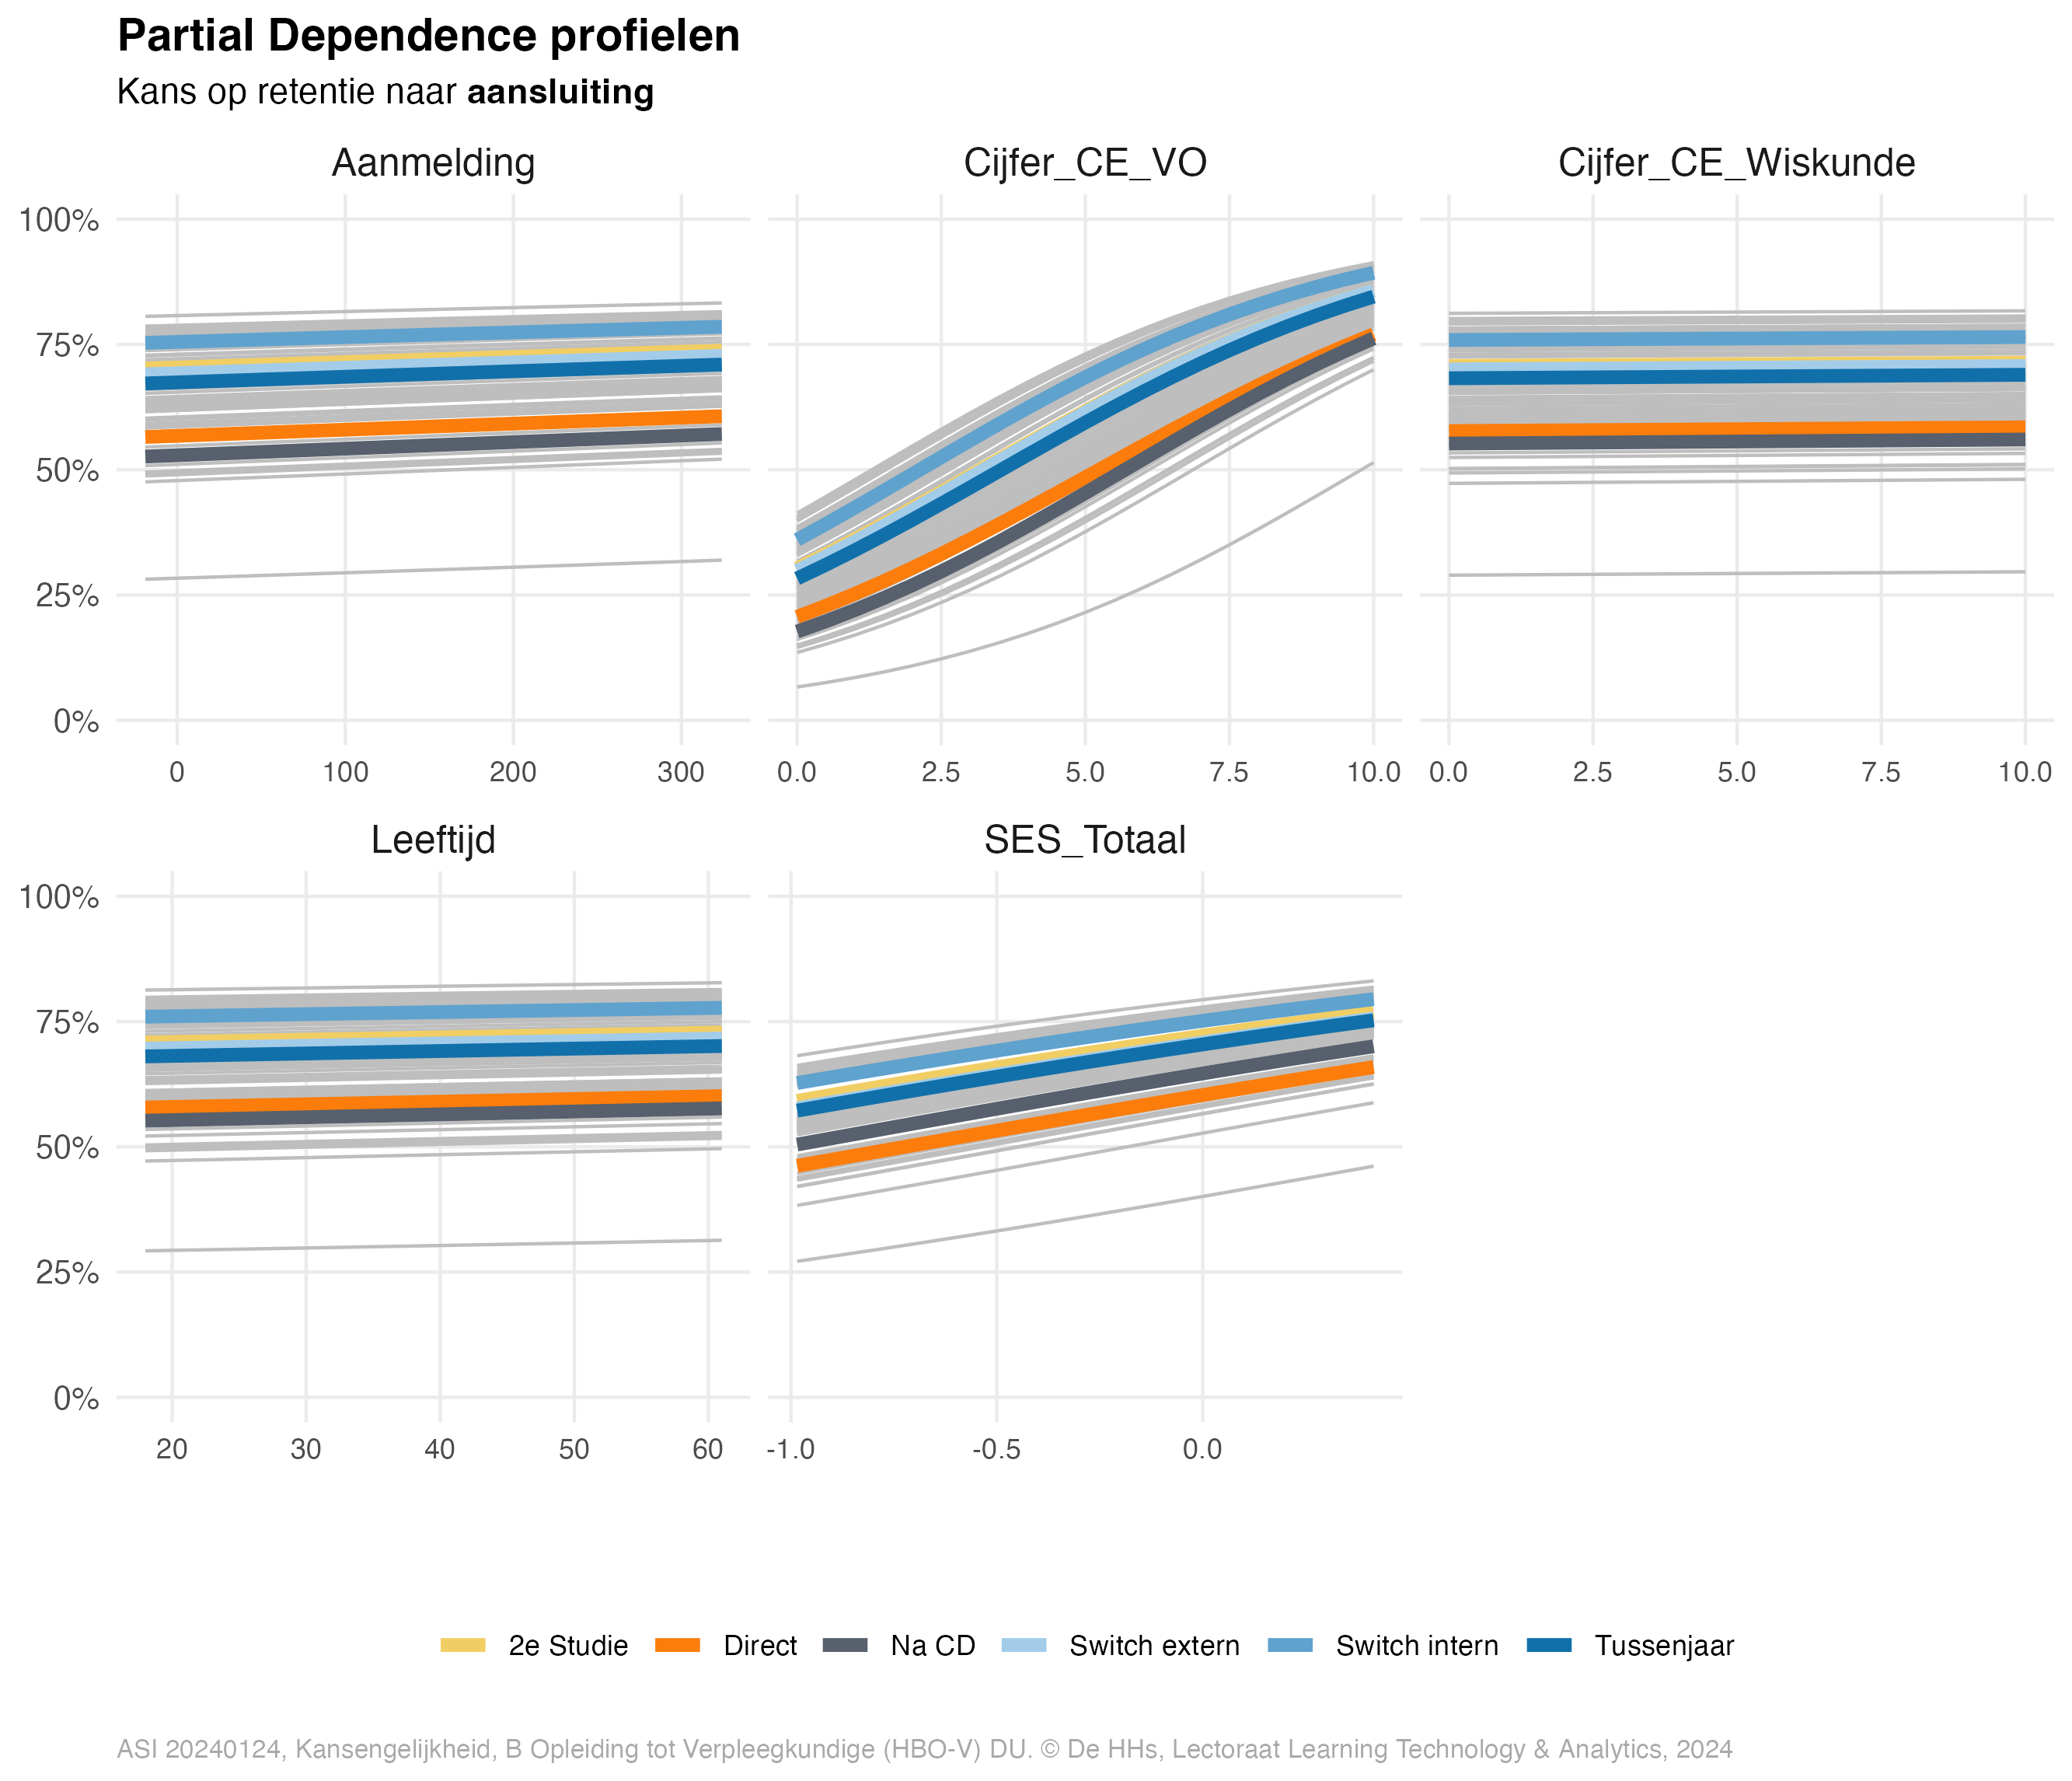 Partial Dependence profielen
Kans op retentie naar aansluiting
Aanmelding
Cijfer_CE_VO
Cijfer_CE_Wiskunde
100%
75%
50%
25%
0%
0 100 200 300
0.0 2.5 5.0 7.5 10.0
0.0 2.5 5.0 7.5 10.0
Leeftijd
SES_Totaal
100%
75%
50%
25%
0%
20 30 40 50 60
-1.0 -0.5 0.0
2e Studie Direct Na CD Switch extern Switch intern Tussenjaar
ASI 20240124, Kansengelijkheid, B Opleiding tot Verpleegkundige (HBO-V) DU. © De HHs, Lectoraat Learning Technology & Analytics, 2024